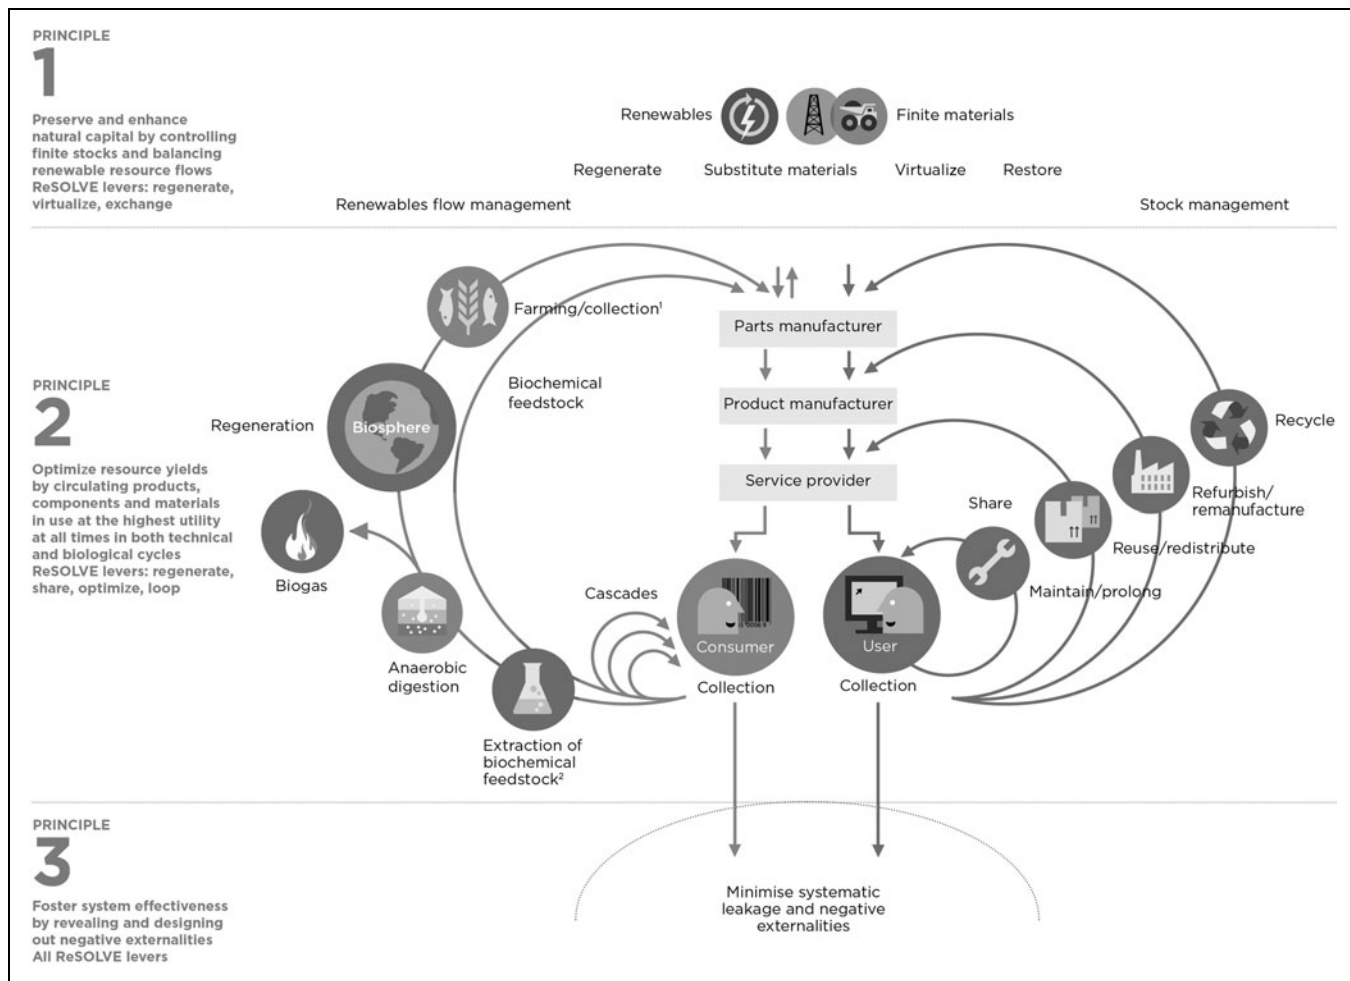 PRINCIPLE
1
Preserve and enhance
natural capital by controlling
finite stocks and balancing
renewable resource flows
ReSOLVE levers: regenerate,
virtualize, exchange
Renewables
Finite materials
Regenerate
Substitute materials
Virtualize
Restore
Renewables flow management
Stock management
PRINCIPLE
2
Optimize resource yields
by circulating products,
components and materials
in use at the highest utility
at all times in both technical
and biological cycles
ReSOLVE levers: regenerate,
share, optimize, loop
Farming/collection¹
Biochemical
feedstock
Regeneration
Biosphere
Biogas
Anaerobic
digestion
Extraction of
biochemical
feedstock²
Cascades
Parts manufacturer
Product manufacturer
Service provider
Consumer
Collection
User
Collection
Share
Maintain/prolong
Reuse/redistribute
Refurbish/
remanufacture
Recycle
PRINCIPLE
3
Foster system effectiveness
by revealing and designing
out negative externalities
All ReSOLVE levers
Minimise systematic
leakage and negative
externalities